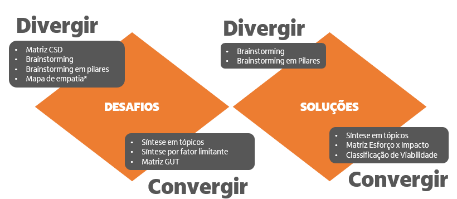 Divergir
• Matriz CSD
• Brainstorming
• Brainstorming em pilares
• Mapa de empatia*
DESAFIOS
• Síntese em tópicos
• Síntese por fator limitante
• Matriz GUT
Convergir
Divergir
• Brainstorming
• Brainstorming em Pilares
SOLUÇÕES
• Síntese em tópicos
• Matriz Esforço x Impacto
• Classificação de Viabilidade
Convergir